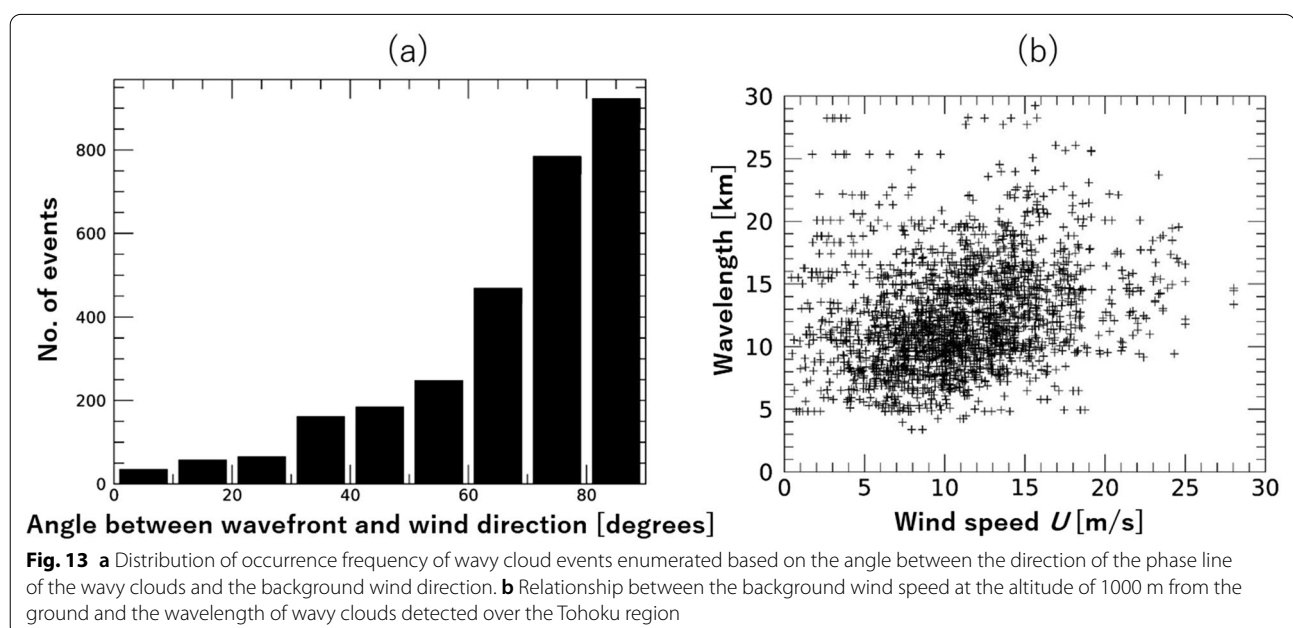 (a)
(b)
No. of events
800
600
400
200
0
0 20 40 60 80
Angle between wavefront and wind direction [degrees]
Wavelength [km]
30
25
20
15
10
5
0
0 5 10 15 20 25 30
Wind speed U [m/s]
Fig. 13 a Distribution of occurrence frequency of wavy cloud events enumerated based on the angle between the direction of the phase line
of the wavy clouds and the background wind direction. b Relationship between the background wind speed at the altitude of 1000 m from the
ground and the wavelength of wavy clouds detected over the Tohoku region